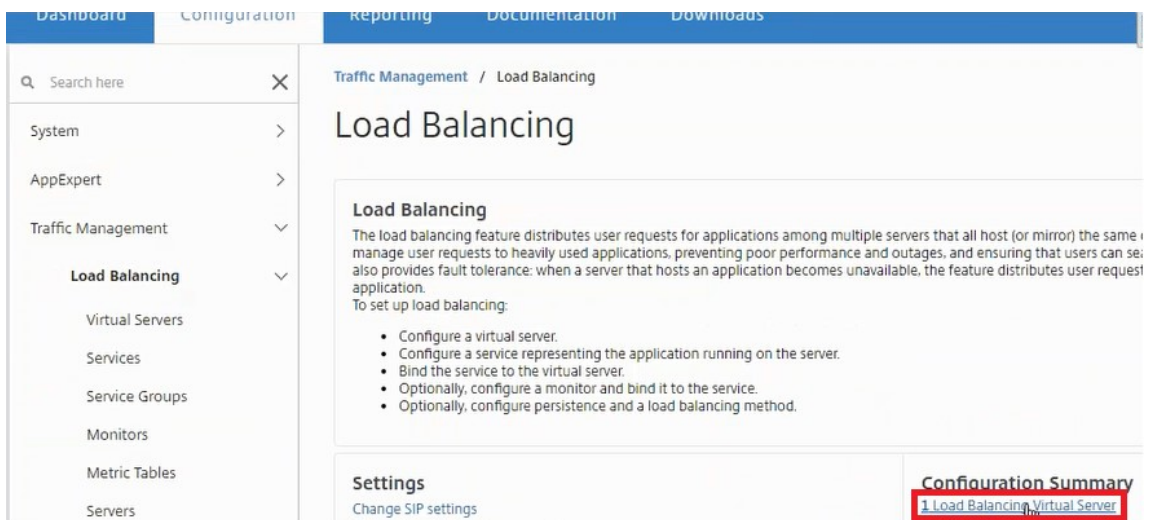 Dashboard Configuration Reporting Documentation Downloads
Search here
System
AppExpert
Traffic Management
Load Balancing
Virtual Servers
Services
Service Groups
Monitors
Metric Tables
Servers
Traffic Management / Load Balancing
Load Balancing
Load Balancing
The load balancing feature distributes user requests for applications among multiple servers that all host (or mirror) the same
manage user requests to heavily used applications, preventing poor performance and outages, and ensuring that users can
also provides fault tolerance: when a server that hosts an application becomes unavailable, the feature distributes user request
application.
To set up load balancing:
• Configure a virtual server.
• Configure a service representing the application running on the server.
• Bind the service to the virtual server.
• Optionally, configure a monitor and bind it to the service.
• Optionally, configure persistence and a load balancing method.
Settings
Change SIP settings
Configuration Summary
1 Load Balancing Virtual Server